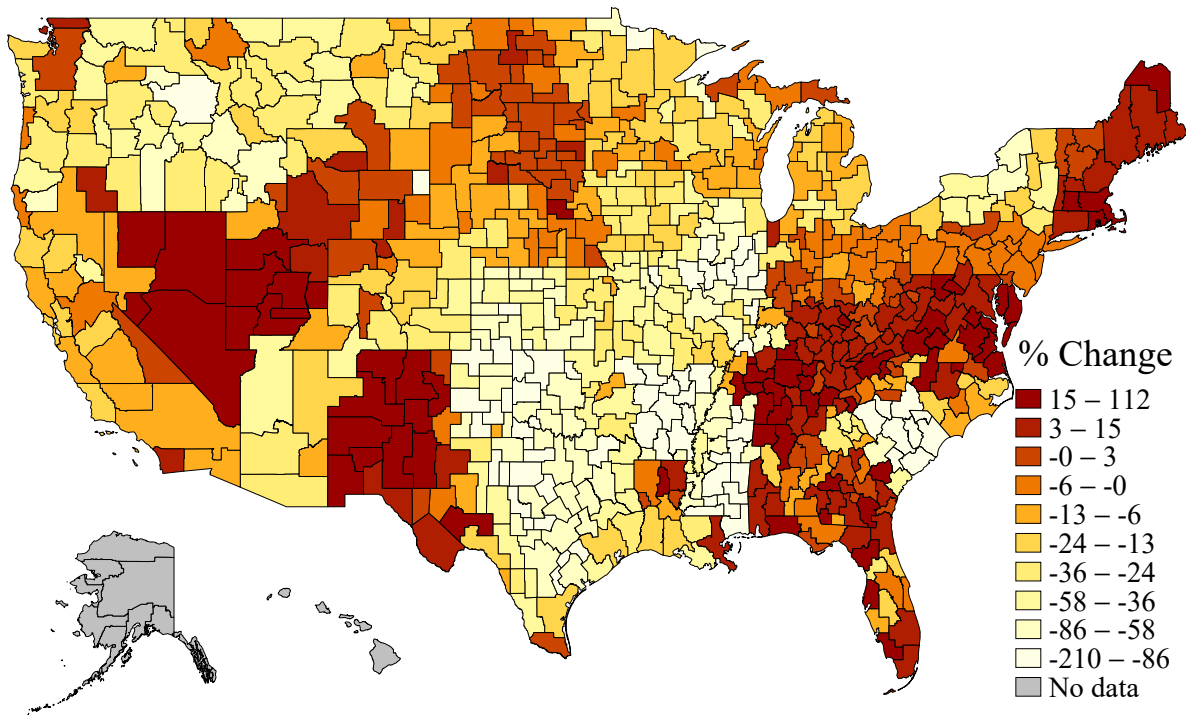 % Change
15 – 112
3 – 15
-0 – 3
-6 – -0
-13 – -6
-24 – -13
-36 – -24
-58 – -36
-86 – -58
-210 – -86
No data